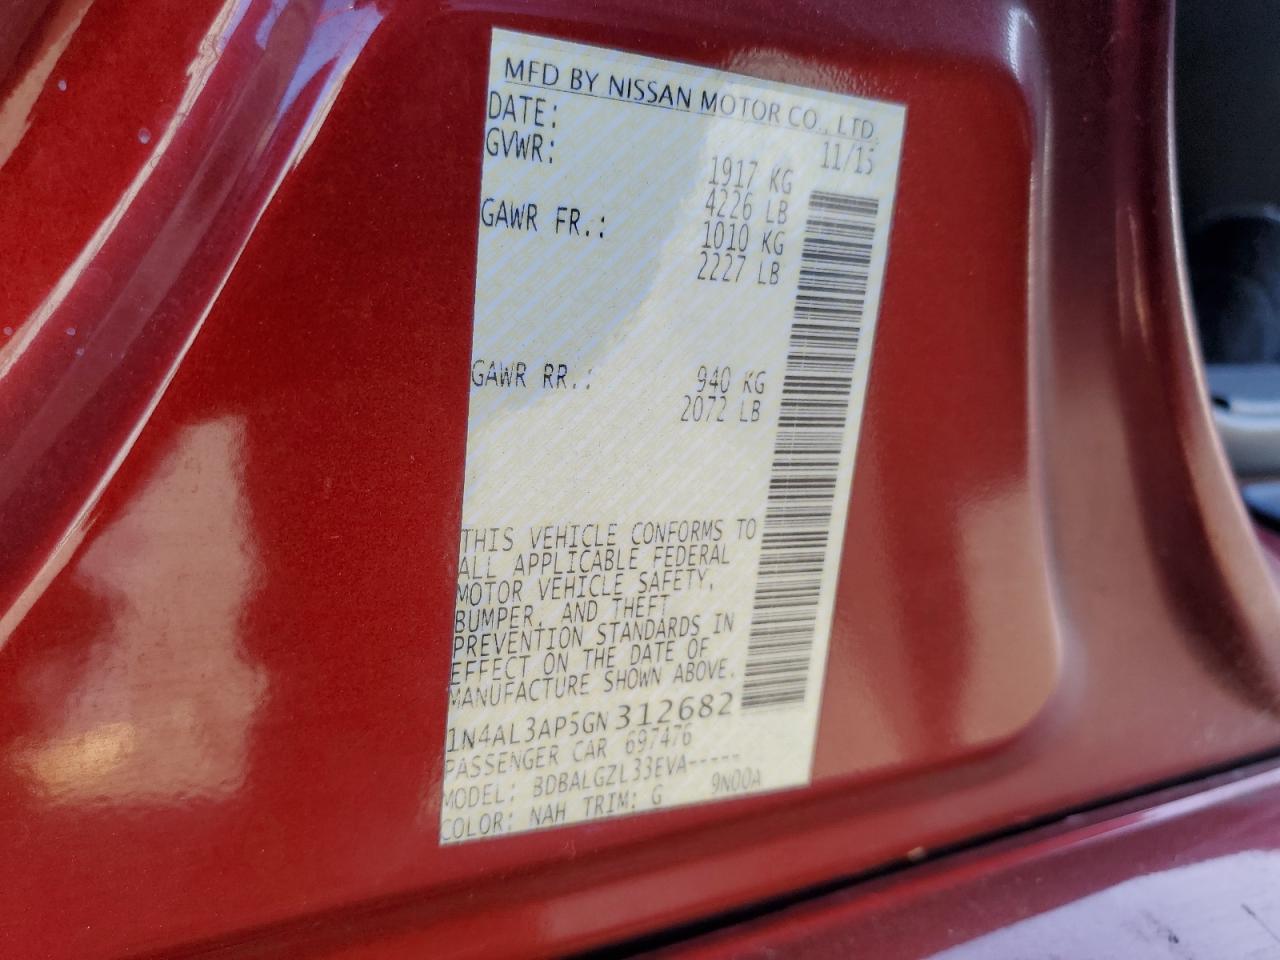 MFD BY NISSAN MOTOR CO., LTD.
DATE: 11/15
GVWR: 1917 KG
4226 LB
GAWR FR.: 1010 KG
2227 LB
GAWR RR.: 940 KG
2072 LB
THIS VEHICLE CONFORMS TO
ALL APPLICABLE FEDERAL
MOTOR VEHICLE SAFETY,
BUMPER, AND THEFT
PREVENTION STANDARDS IN
EFFECT ON THE DATE OF
MANUFACTURE SHOWN ABOVE.
1N4AL3AP5GN312682
PASSENGER CAR 697476
MODEL: BDBALGZL33EVA-----
COLOR: NAH TRIM: G 9N00A